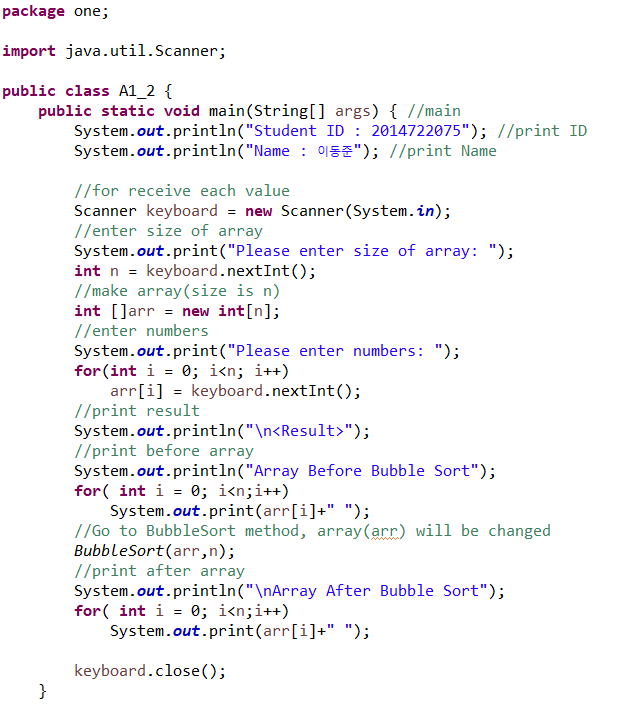 package one;
import java.util.Scanner;
public class A1_2 {
public static void main(String[] args) { //main
System.out.println("Student ID : 2014722075"); //print ID
System.out.println("Name : 이동준"); //print Name
//for receive each value
Scanner keyboard = new Scanner(System.in);
//enter size of array
System.out.print("Please enter size of array: ");
int n = keyboard.nextInt();
//make array(size is n)
int []arr = new int[n];
//enter numbers
System.out.print("Please enter numbers: ");
for(int i = 0; i<n; i++)
arr[i] = keyboard.nextInt();
//print result
System.out.println("\n<Result>");
//print before array
System.out.println("Array Before Bubble Sort");
for( int i = 0; i<n;i++)
System.out.print(arr[i]+" ");
//Go to BubbleSort method, array(arr) will be changed
BubbleSort(arr,n);
//print after array
System.out.println("\nArray After Bubble Sort");
for( int i = 0; i<n;i++)
System.out.print(arr[i]+" ");
keyboard.close();
}